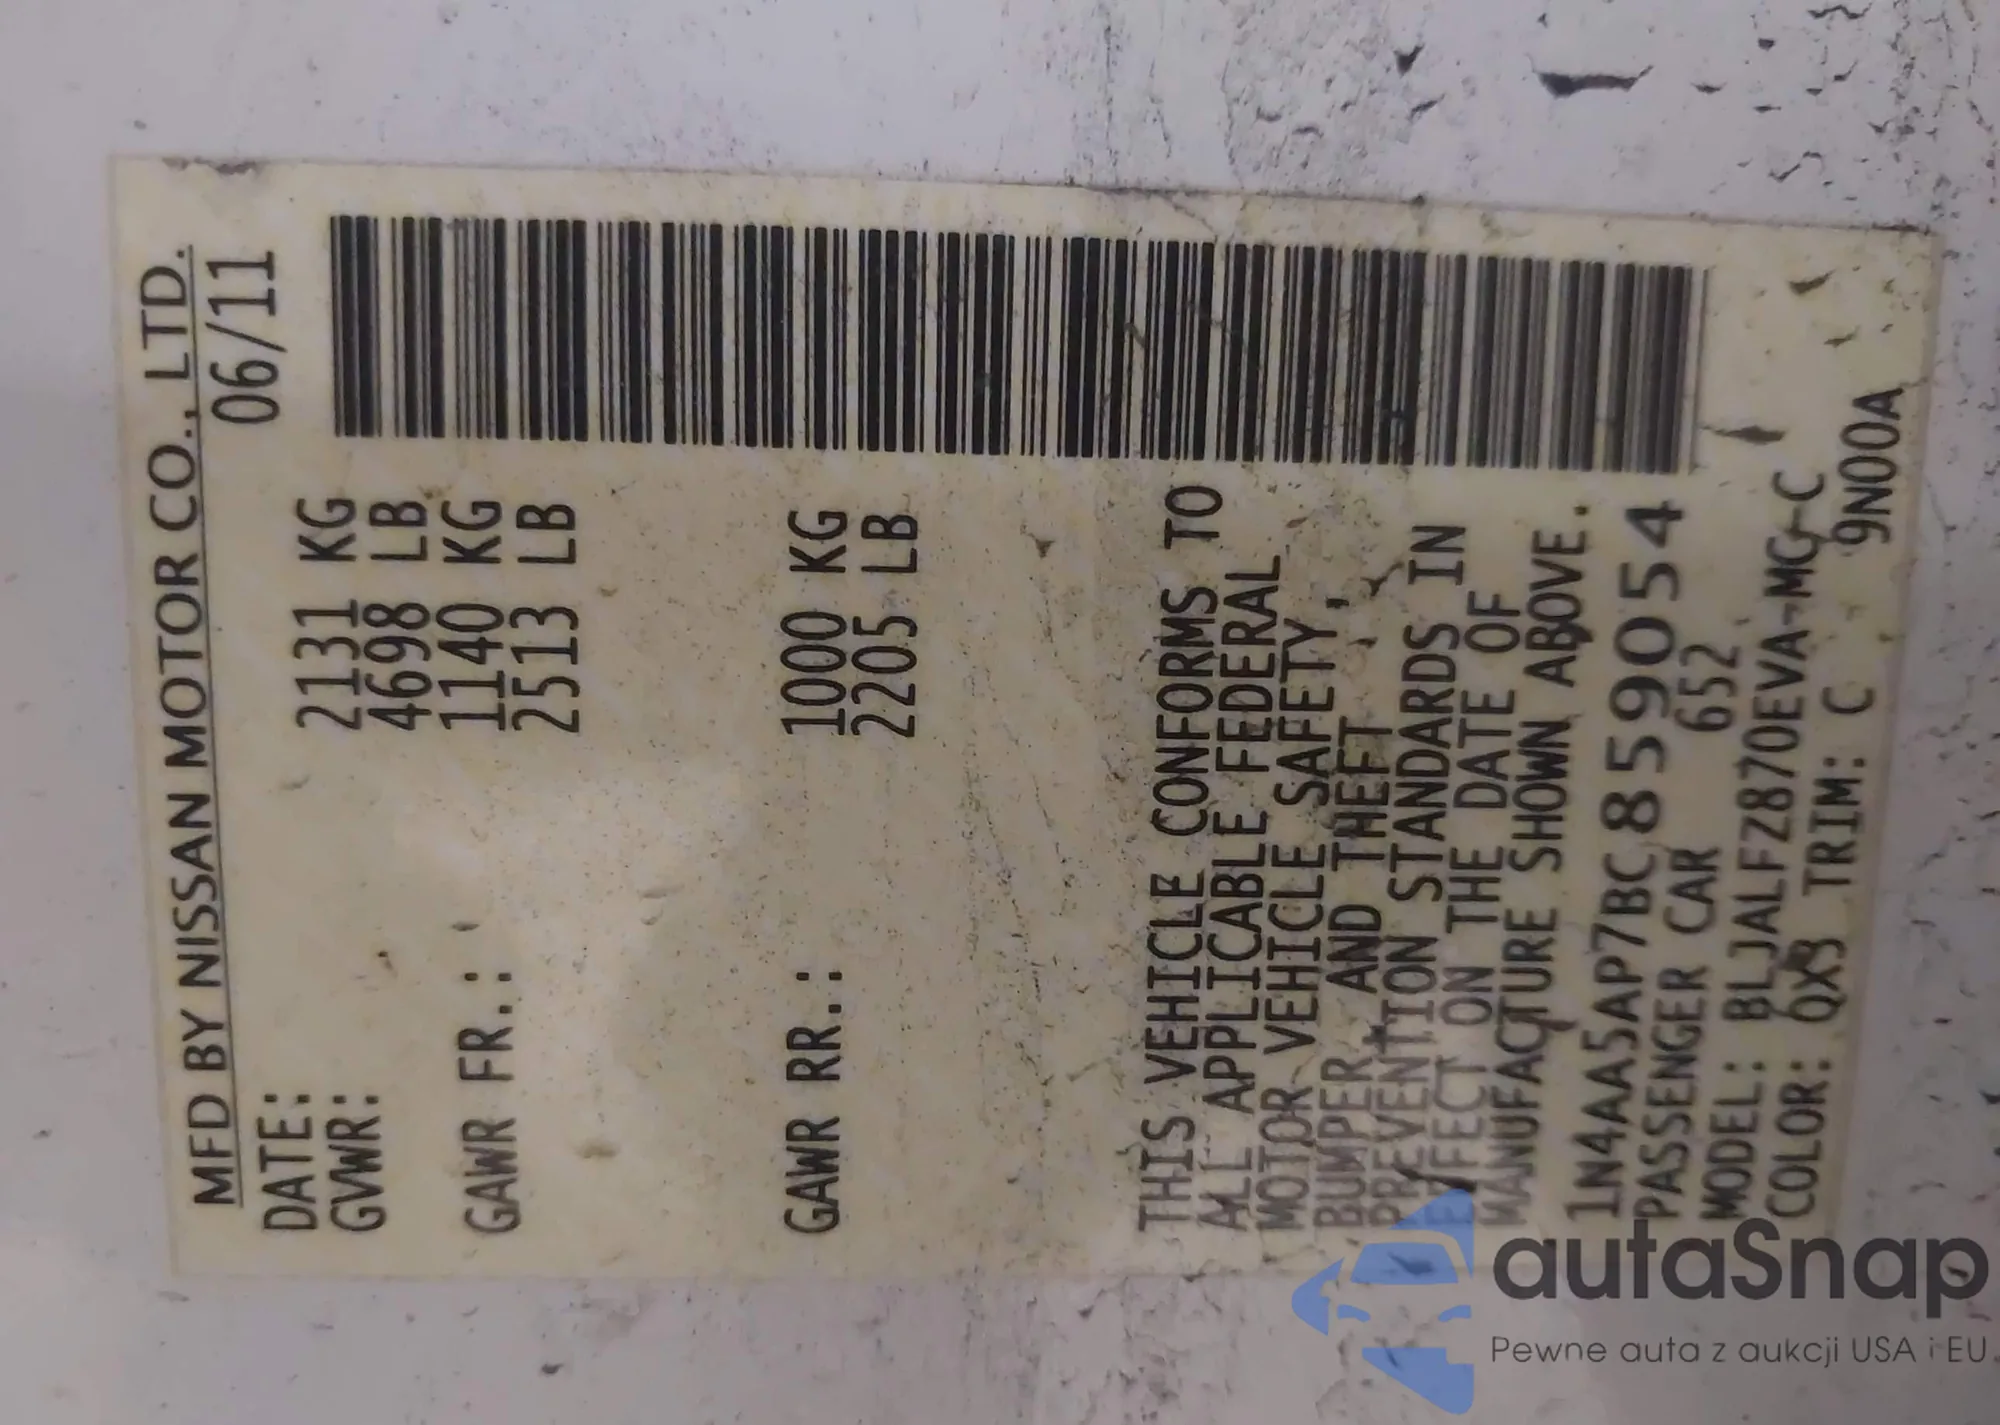 MFD BY NISSAN MOTOR CO., LTD.
DATE: 06/11
GVWR: 2131 KG
4698 LB
GAWR FR.: 1140 KG
2513 LB
GAWR RR.: 1000 KG
2205 LB
THIS VEHICLE CONFORMS TO
ALL APPLICABLE FEDERAL
MOTOR VEHICLE SAFETY,
BUMPER, AND THEFT
PREVENTION STANDARDS IN
EFFECT ON THE DATE OF
MANUFACTURE SHOWN ABOVE.
1N4AA5AP7BC859054
PASSENGER CAR 652
MODEL: BLJALFZ870EVA-MG-C
COLOR: QX3 TRIM: C 9N00A
autaSnap
Pewne auta z aukcji USA i EU